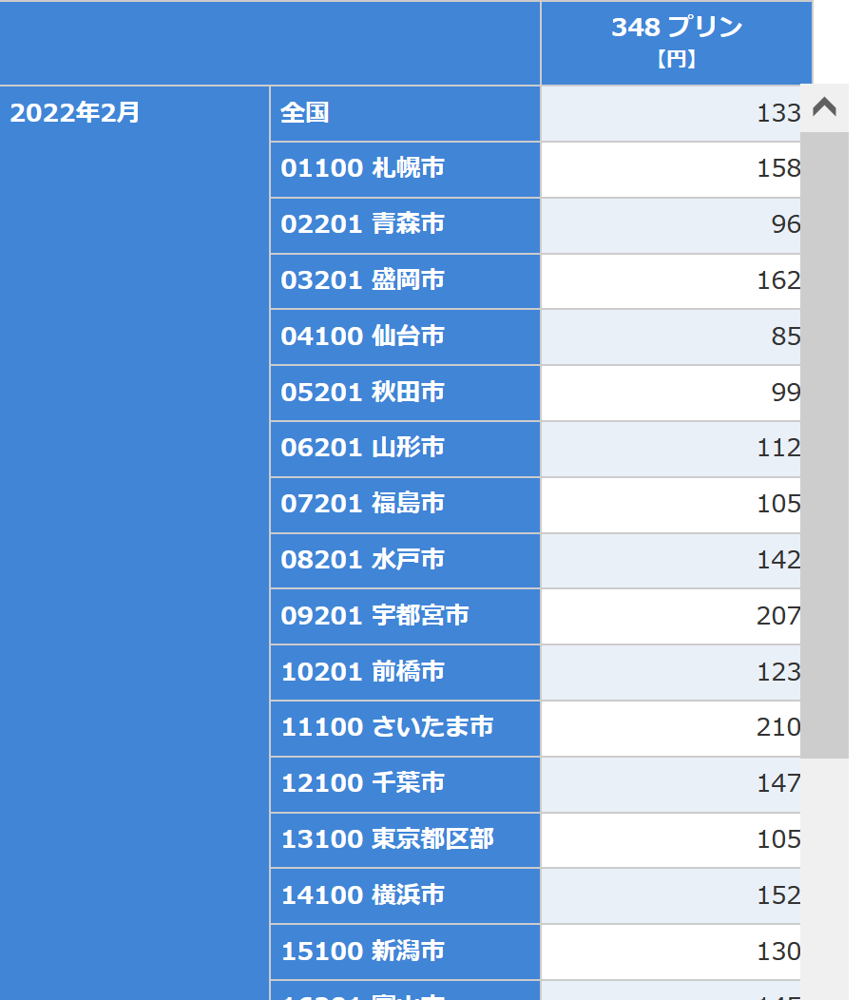 348 プリン
【円】
2022年2月 全国 133
01100 札幌市 158
02201 青森市 96
03201 盛岡市 162
04100 仙台市 85
05201 秋田市 99
06201 山形市 112
07201 福島市 105
08201 水戸市 142
09201 宇都宮市 207
10201 前橋市 123
11100 さいたま市 210
12100 千葉市 147
13100 東京都区部 105
14100 横浜市 152
15100 新潟市 130